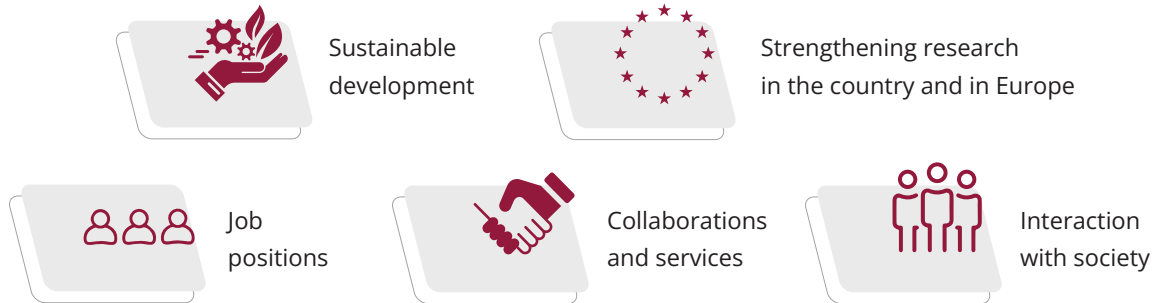 Sustainable
development
Strengthening research
in the country and in Europe
Job
positions
Collaborations
and services
Interaction
with society